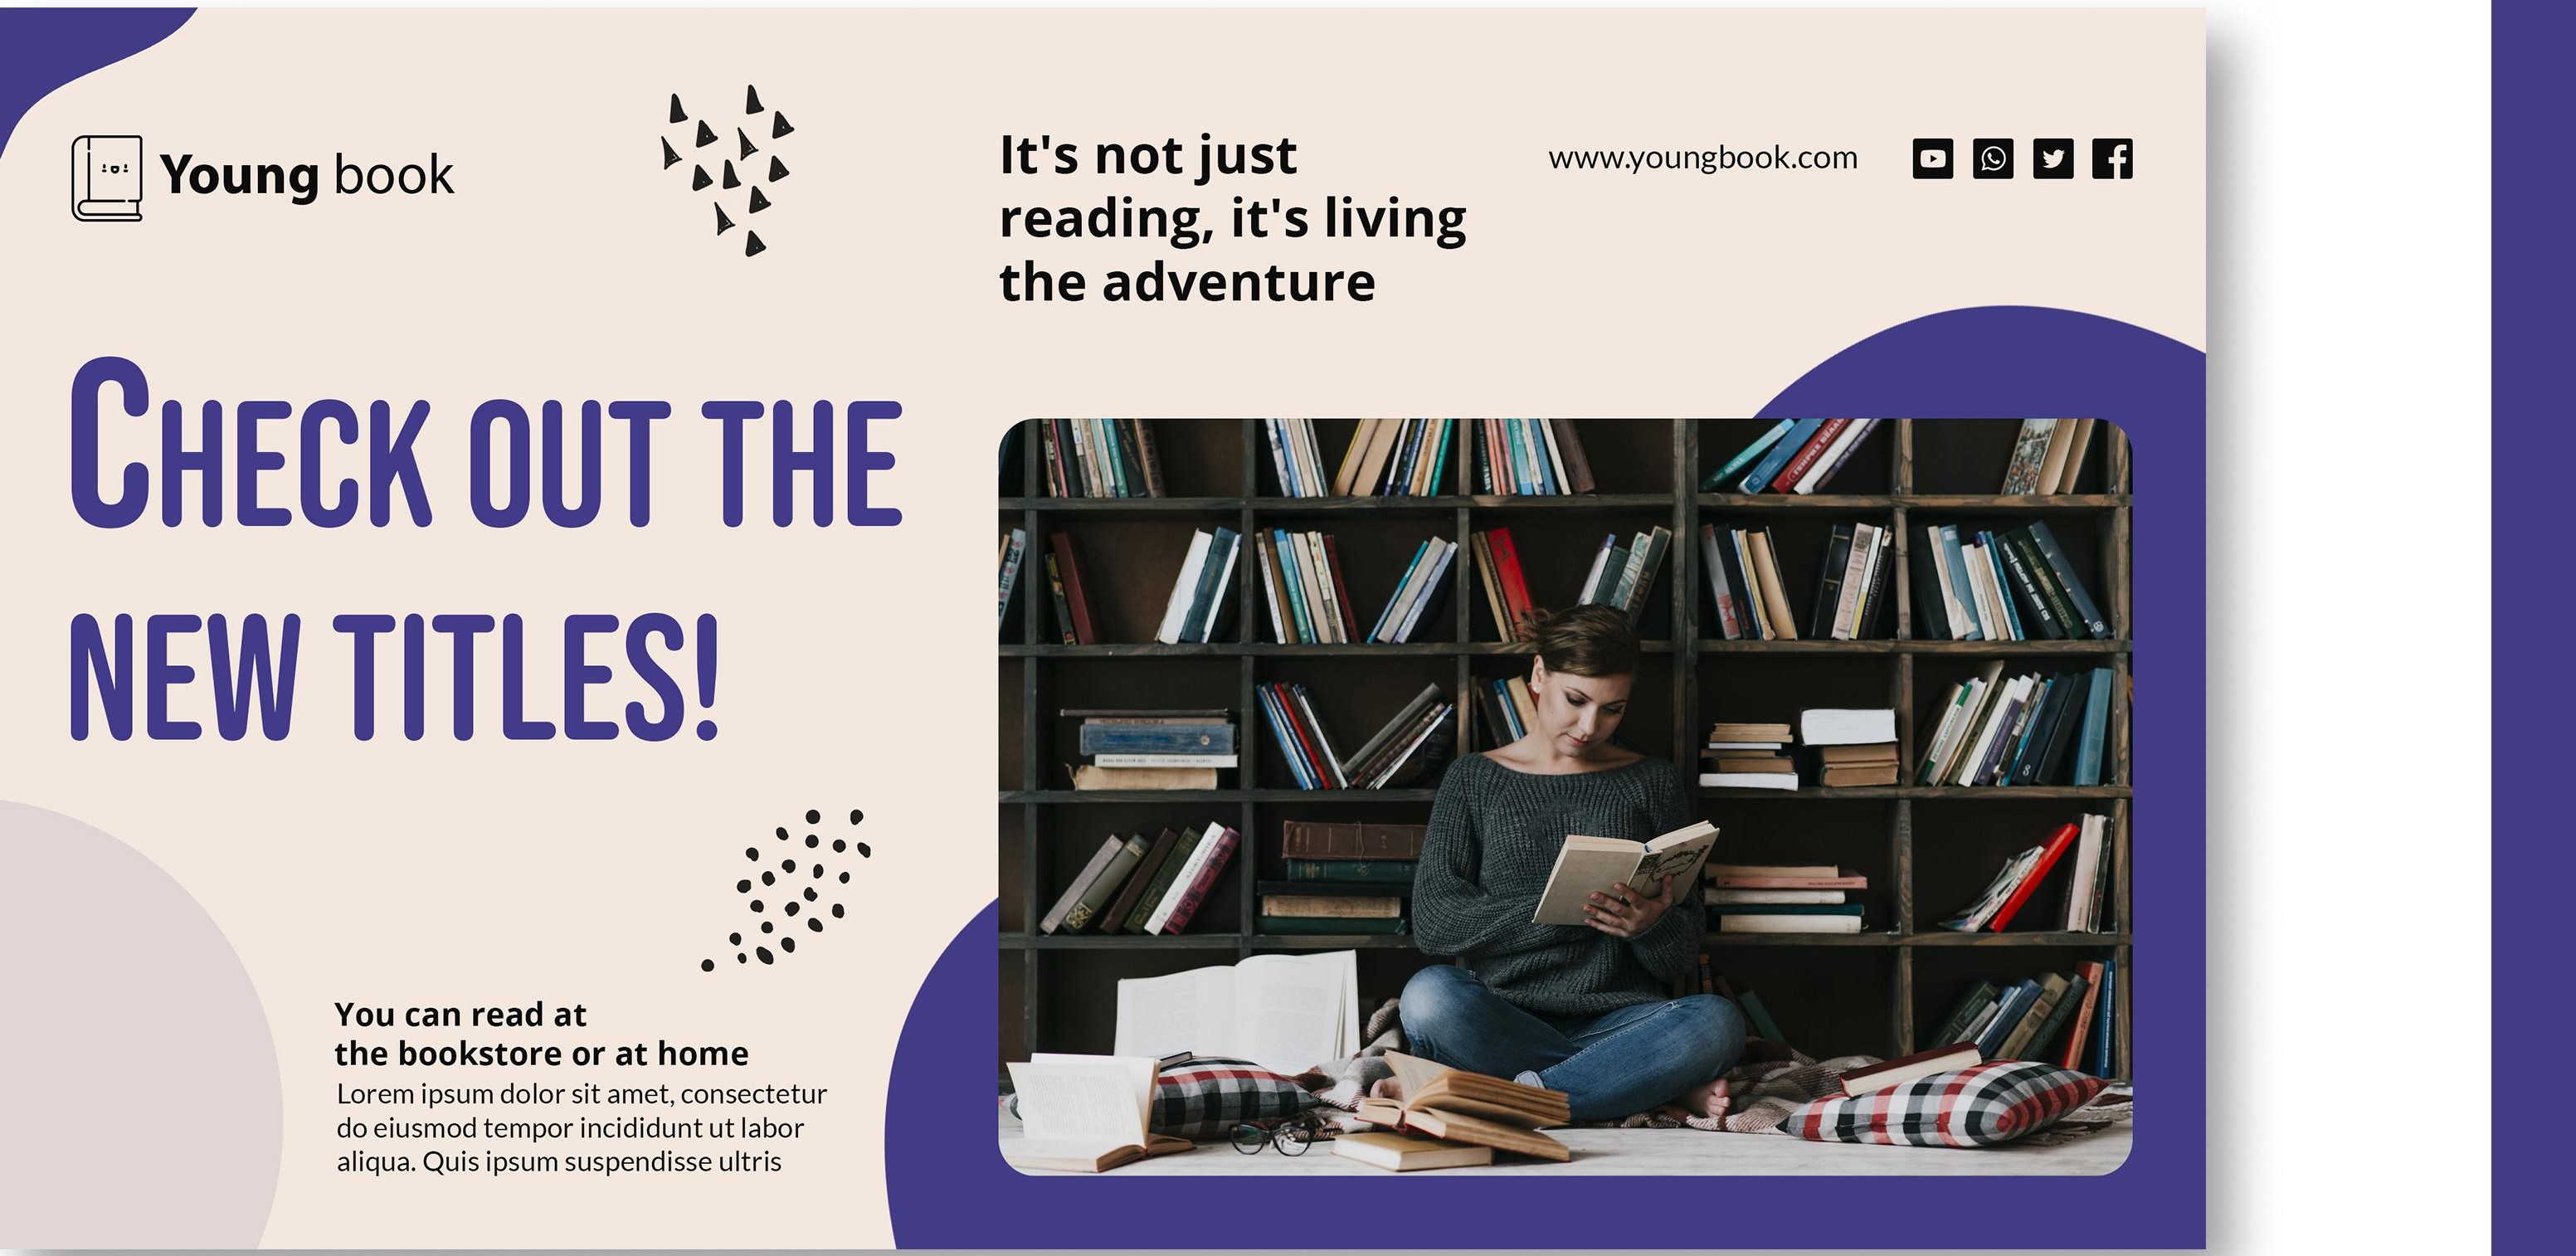 Young book
It's not just
reading, it's living
the adventure
www.youngbook.com
CHECK OUT THE
NEW TITLES!
You can read at
the bookstore or at home
Lorem ipsum dolor sit amet, consectetur
do eiusmod tempor incididunt ut labor
aliqua. Quis ipsum suspendisse ultris